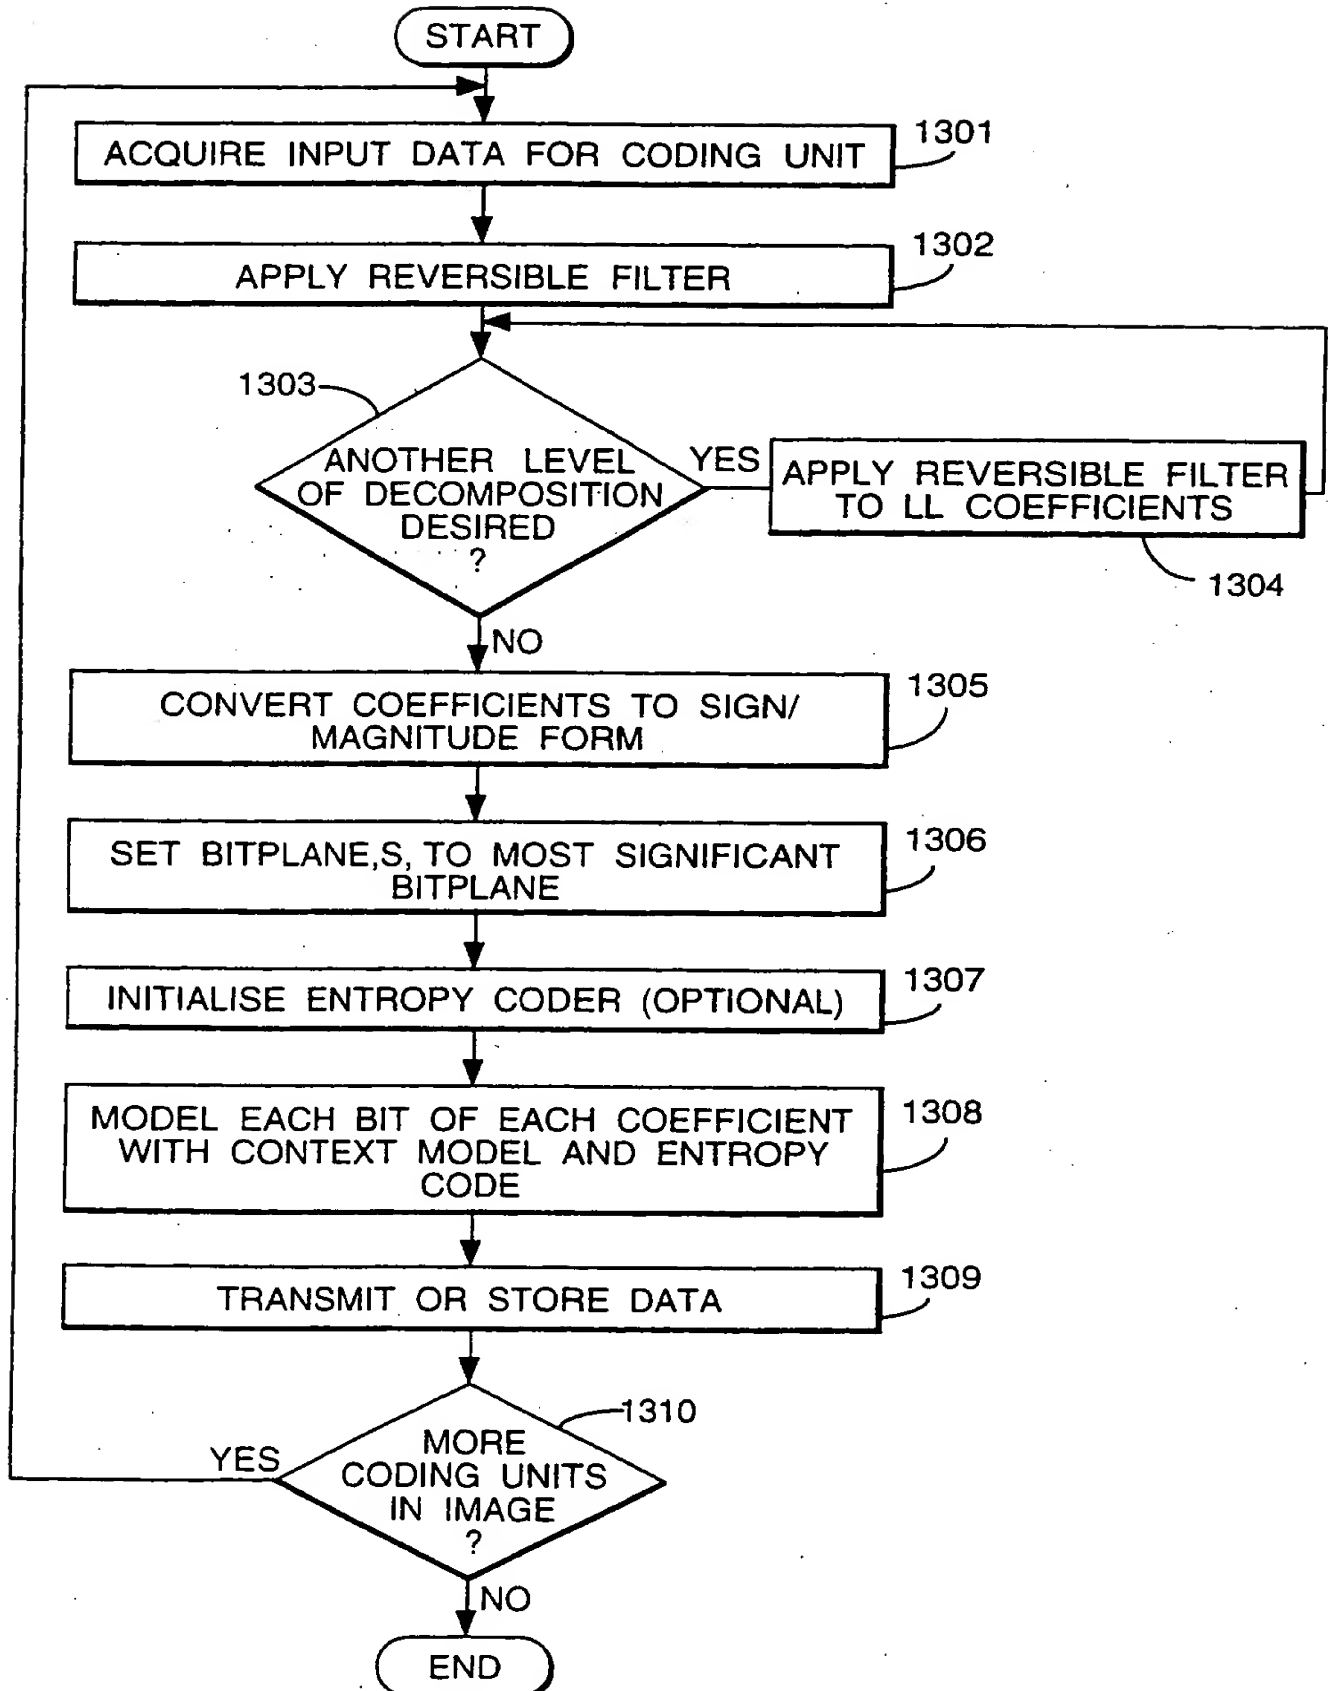 START
1301
ACQUIRE INPUT DATA FOR CODING UNIT
1302
APPLY REVERSIBLE FILTER
1303
ANOTHER LEVEL
OF DECOMPOSITION
DESIRED
?
YES
APPLY REVERSIBLE FILTER
TO LL COEFFICIENTS
1304
NO
1305
CONVERT COEFFICIENTS TO SIGN/
MAGNITUDE FORM
1306
SET BITPLANE,S, TO MOST SIGNIFICANT
BITPLANE
1307
INITIALISE ENTROPY CODER (OPTIONAL)
1308
MODEL EACH BIT OF EACH COEFFICIENT
WITH CONTEXT MODEL AND ENTROPY
CODE
1309
TRANSMIT OR STORE DATA
1310
YES
MORE
CODING UNITS
IN IMAGE
?
NO
END